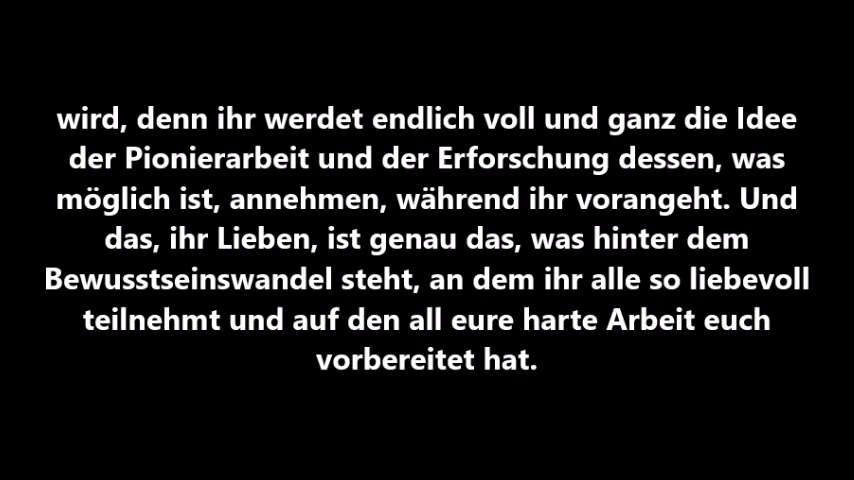 wird, denn ihr werdet endlich voll und ganz die Idee
der Pionierarbeit und der Erforschung dessen, was
möglich ist, annehmen, während ihr vorangeht. Und
das, ihr Lieben, ist genau das, was hinter dem
Bewusstseinswandel steht, an dem ihr alle so liebevoll
teilnehmt und auf den all eure harte Arbeit euch
vorbereitet hat.